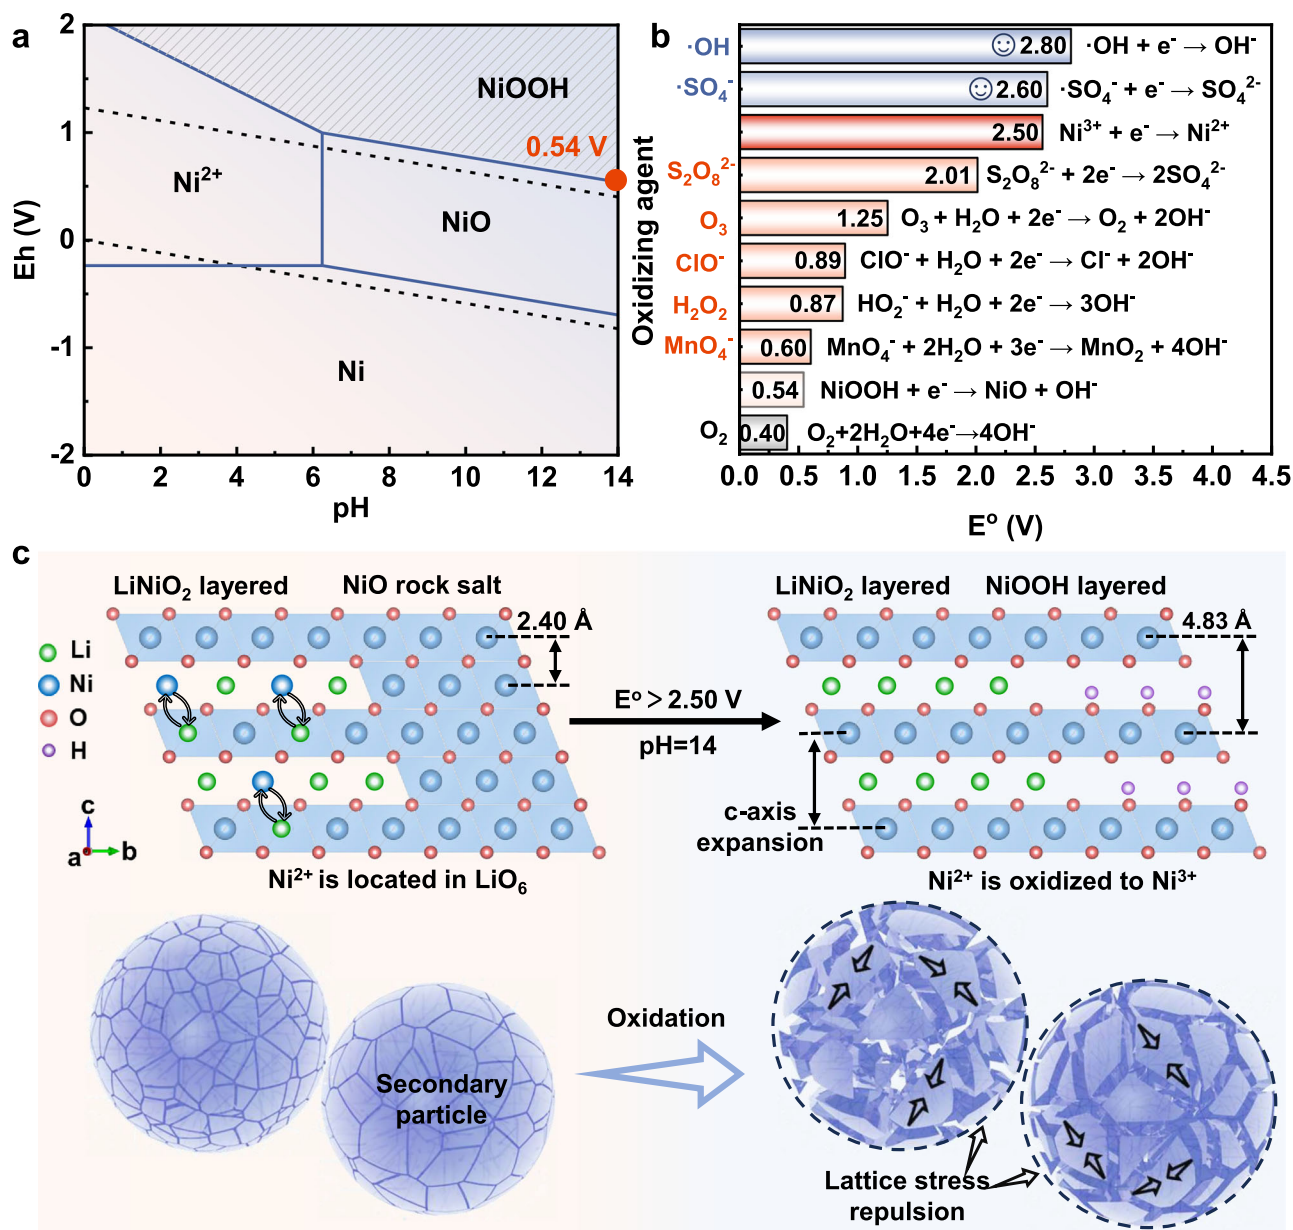 a
2
1
0
-1
-2
Eh (V)
NiOOH
0.54 V
Ni²⁺
NiO
Ni
0 2 4 6 8 10 12 14
pH
b
Oxidizing agent
·OH 2.80 ·OH + e⁻ → OH⁻
·SO₄⁻ 2.60 ·SO₄⁻ + e⁻ → SO₄²⁻
2.50 Ni³⁺ + e⁻ → Ni²⁺
S₂O₈²⁻ 2.01 S₂O₈²⁻ + 2e⁻ → 2SO₄²⁻
O₃ 1.25 O₃ + H₂O + 2e⁻ → O₂ + 2OH⁻
ClO⁻ 0.89 ClO⁻ + H₂O + 2e⁻ → Cl⁻ + 2OH⁻
H₂O₂ 0.87 HO₂⁻ + H₂O + 2e⁻ → 3OH⁻
MnO₄⁻ 0.60 MnO₄⁻ + 2H₂O + 3e⁻ → MnO₂ + 4OH⁻
0.54 NiOOH + e⁻ → NiO + OH⁻
O₂ 0.40 O₂+2H₂O+4e⁻→4OH⁻
0.0 0.5 1.0 1.5 2.0 2.5 3.0 3.5 4.0 4.5
Eᵒ (V)
c
LiNiO₂ layered NiO rock salt
2.40 Å
Li
Ni
O
H
c
a b
Ni²⁺ is located in LiO₆
Eᵒ > 2.50 V
pH=14
LiNiO₂ layered NiOOH layered
4.83 Å
c-axis
expansion
Ni²⁺ is oxidized to Ni³⁺
Secondary
particle
Oxidation
Lattice stress
repulsion